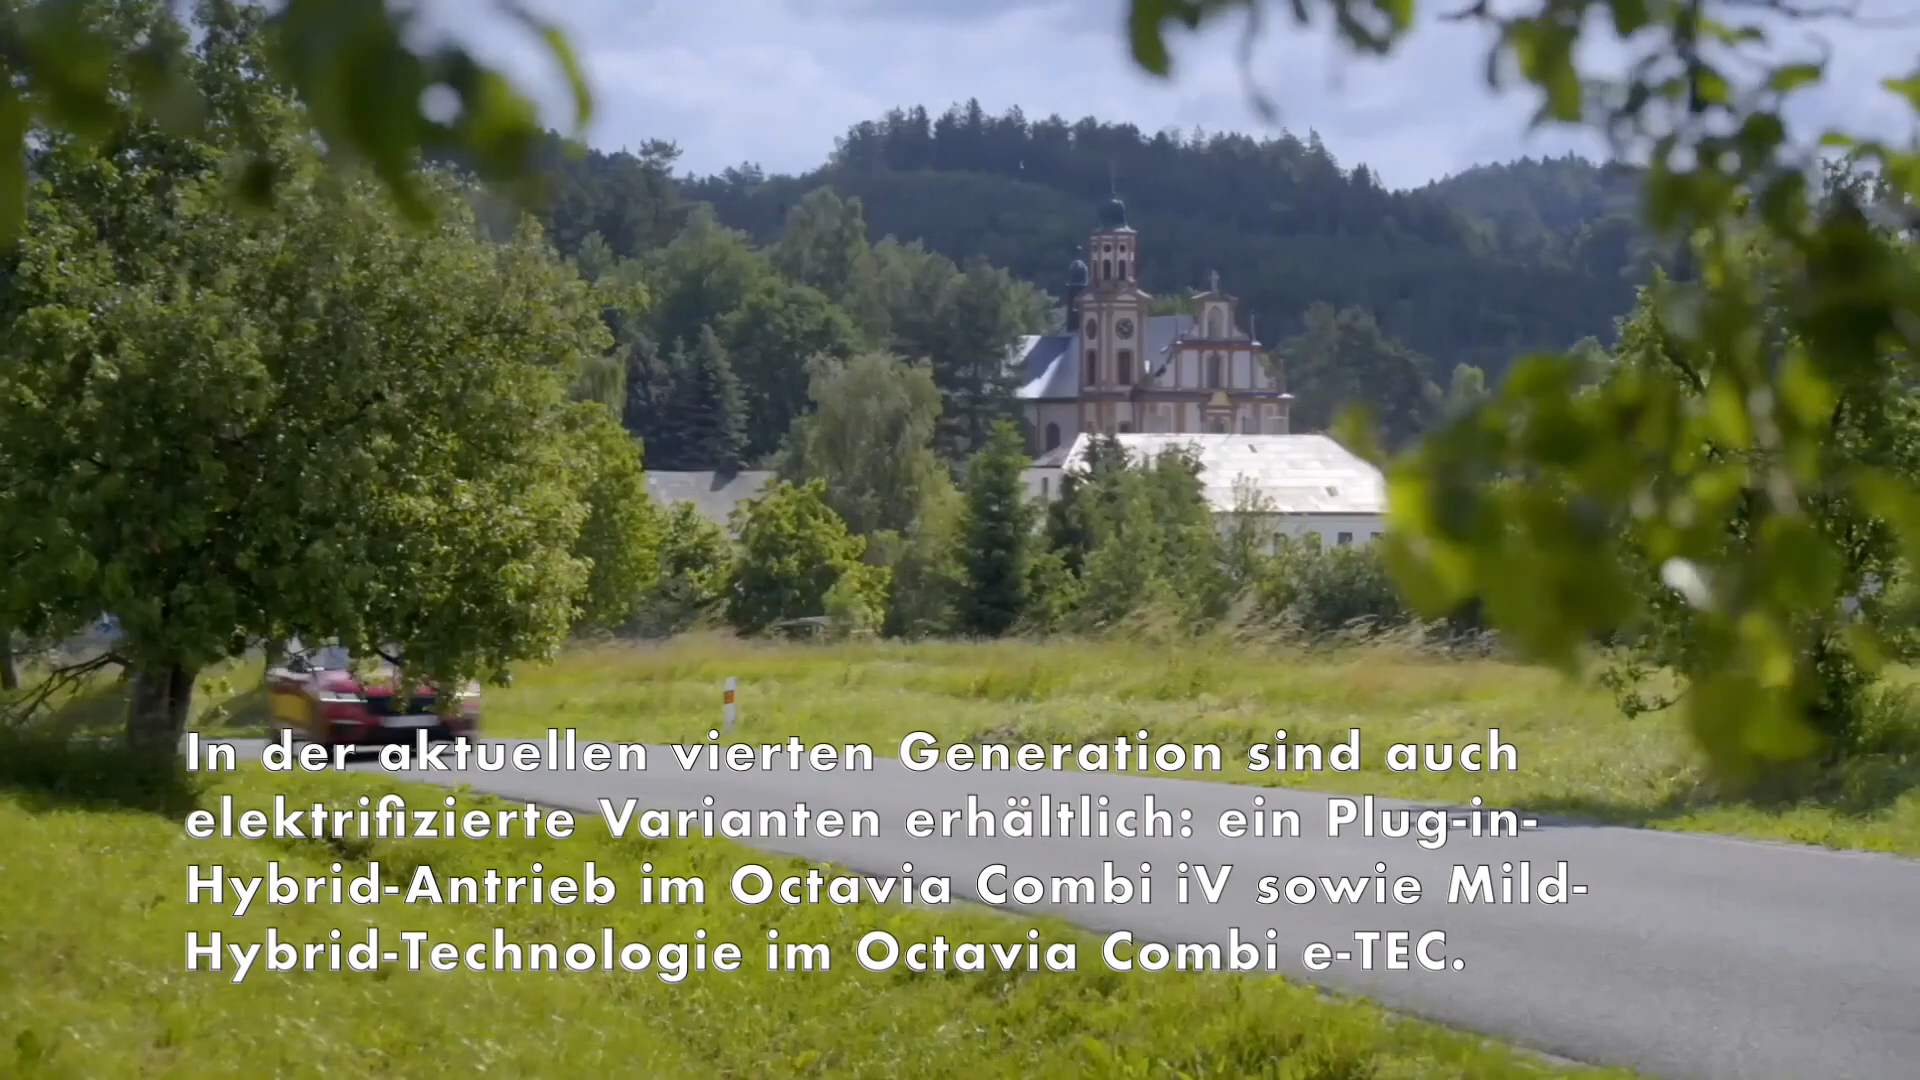 In der aktuellen vierten Generation sind auch
elektrifizierte Varianten erhältlich: ein Plug-in-
Hybrid-Antrieb im Octavia Combi iV sowie Mild-
Hybrid-Technologie im Octavia Combi e-TEC.